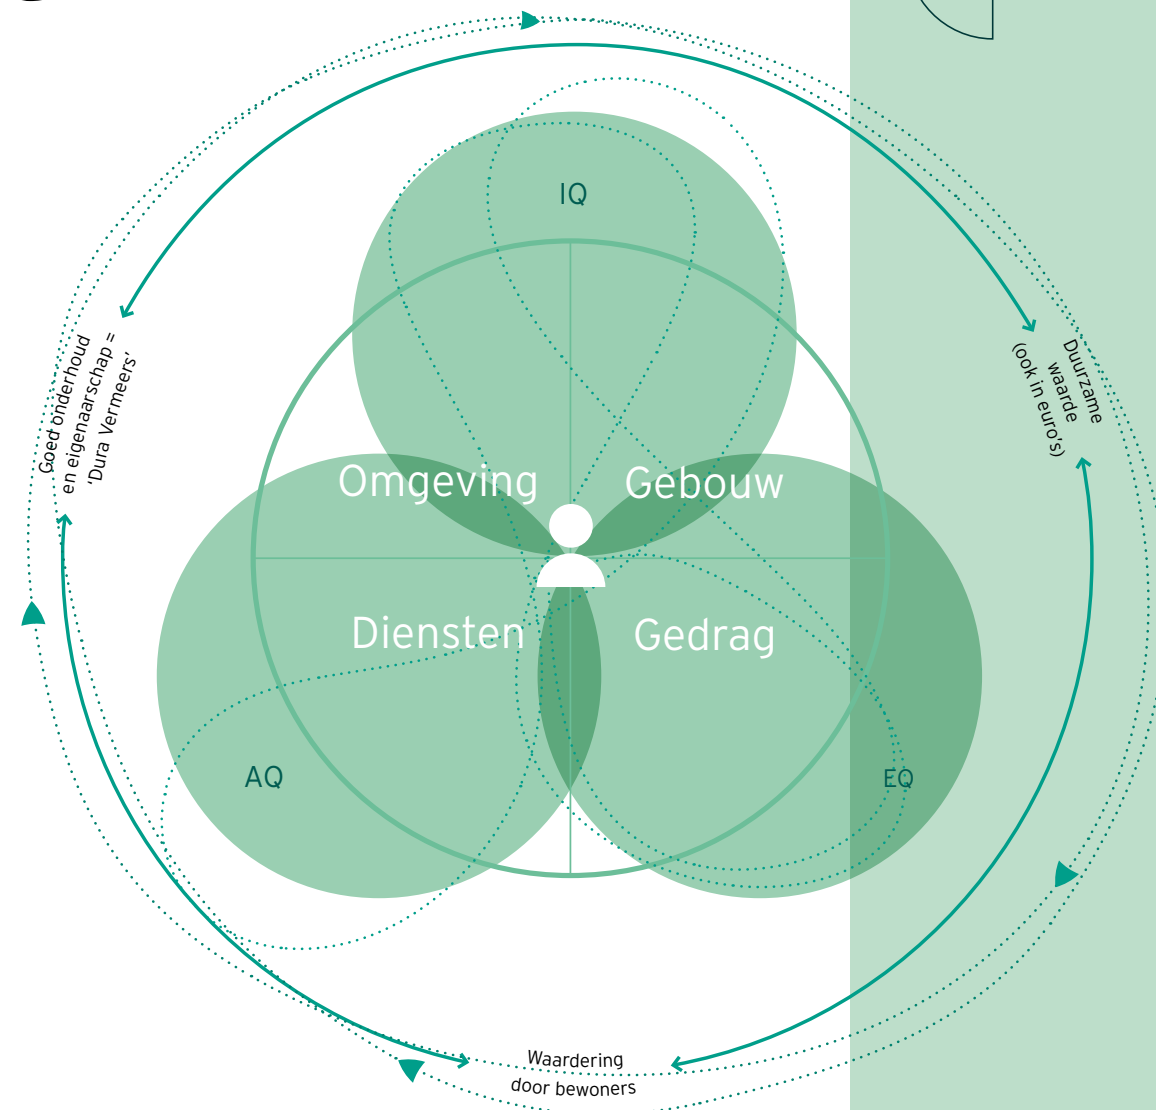 IQ
Goed onderhoud
en eigenaarschap =
'Dura Vermeers'
Duurzame
waarde
(ook in euro's)
Omgeving
Gebouw
Diensten
Gedrag
AQ
EQ
Waardering
door bewoners